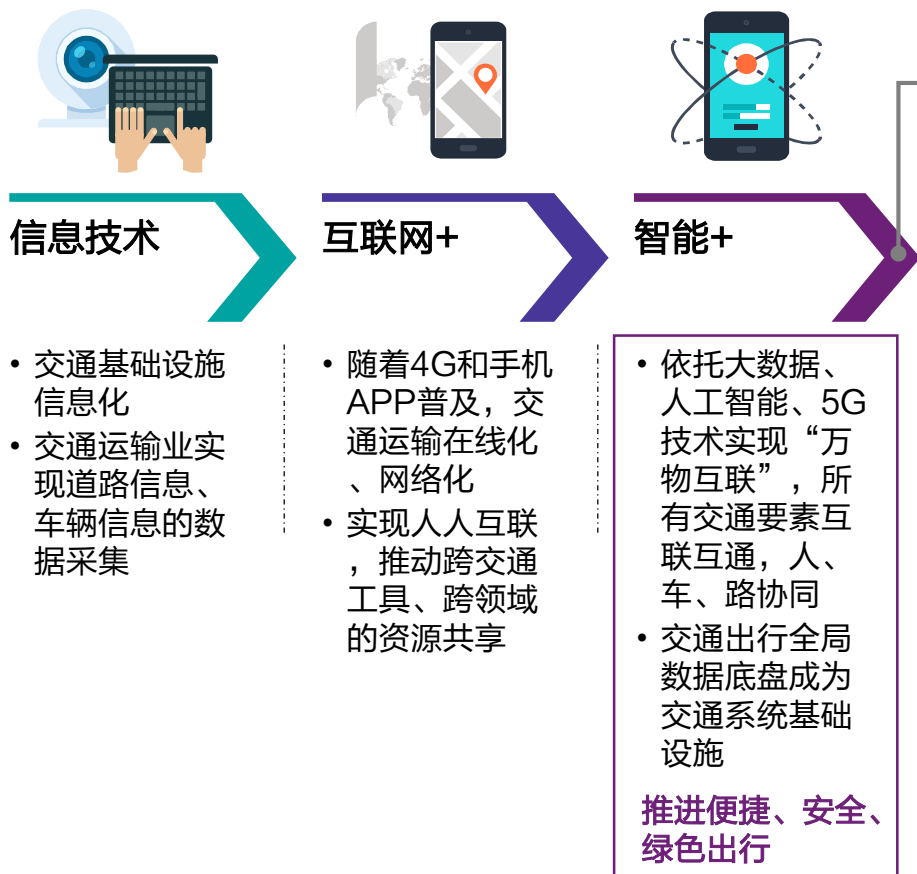 信息技术
互联网+
智能+
• 交通基础设施
信息化
• 交通运输业实
现道路信息、
车辆信息的数
据采集
• 随着4G和手机
APP普及，交
通运输在线化
、网络化
• 实现人人互联
，推动跨交通
工具、跨领域
的资源共享
• 依托大数据、
人工智能、5G
技术实现“万
物互联”，所
有交通要素互
联互通，人、
车、路协同
• 交通出行全局
数据底盘成为
交通系统基础
设施
推进便捷、安全、
绿色出行